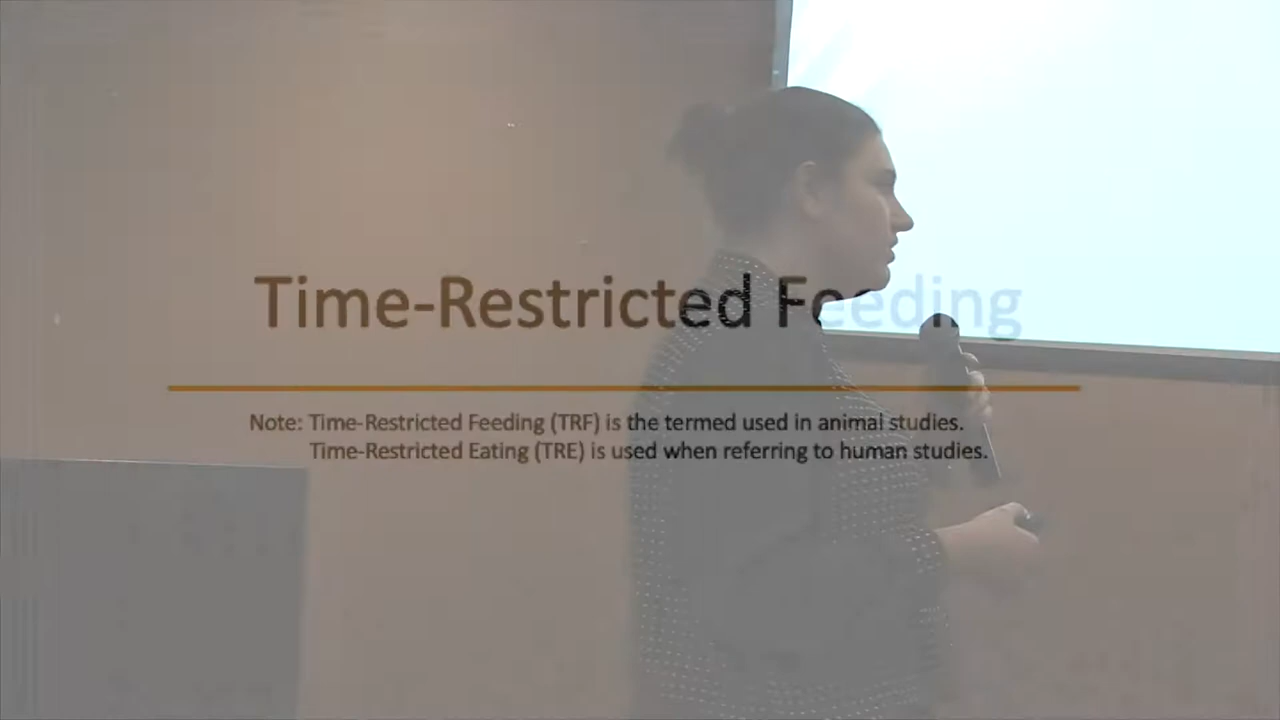 Time-Restricted Feeding
Note: Time-Restricted Feeding (TRF) is the termed used in animal studies.
Time-Restricted Eating (TRE) is used when referring to human studies.